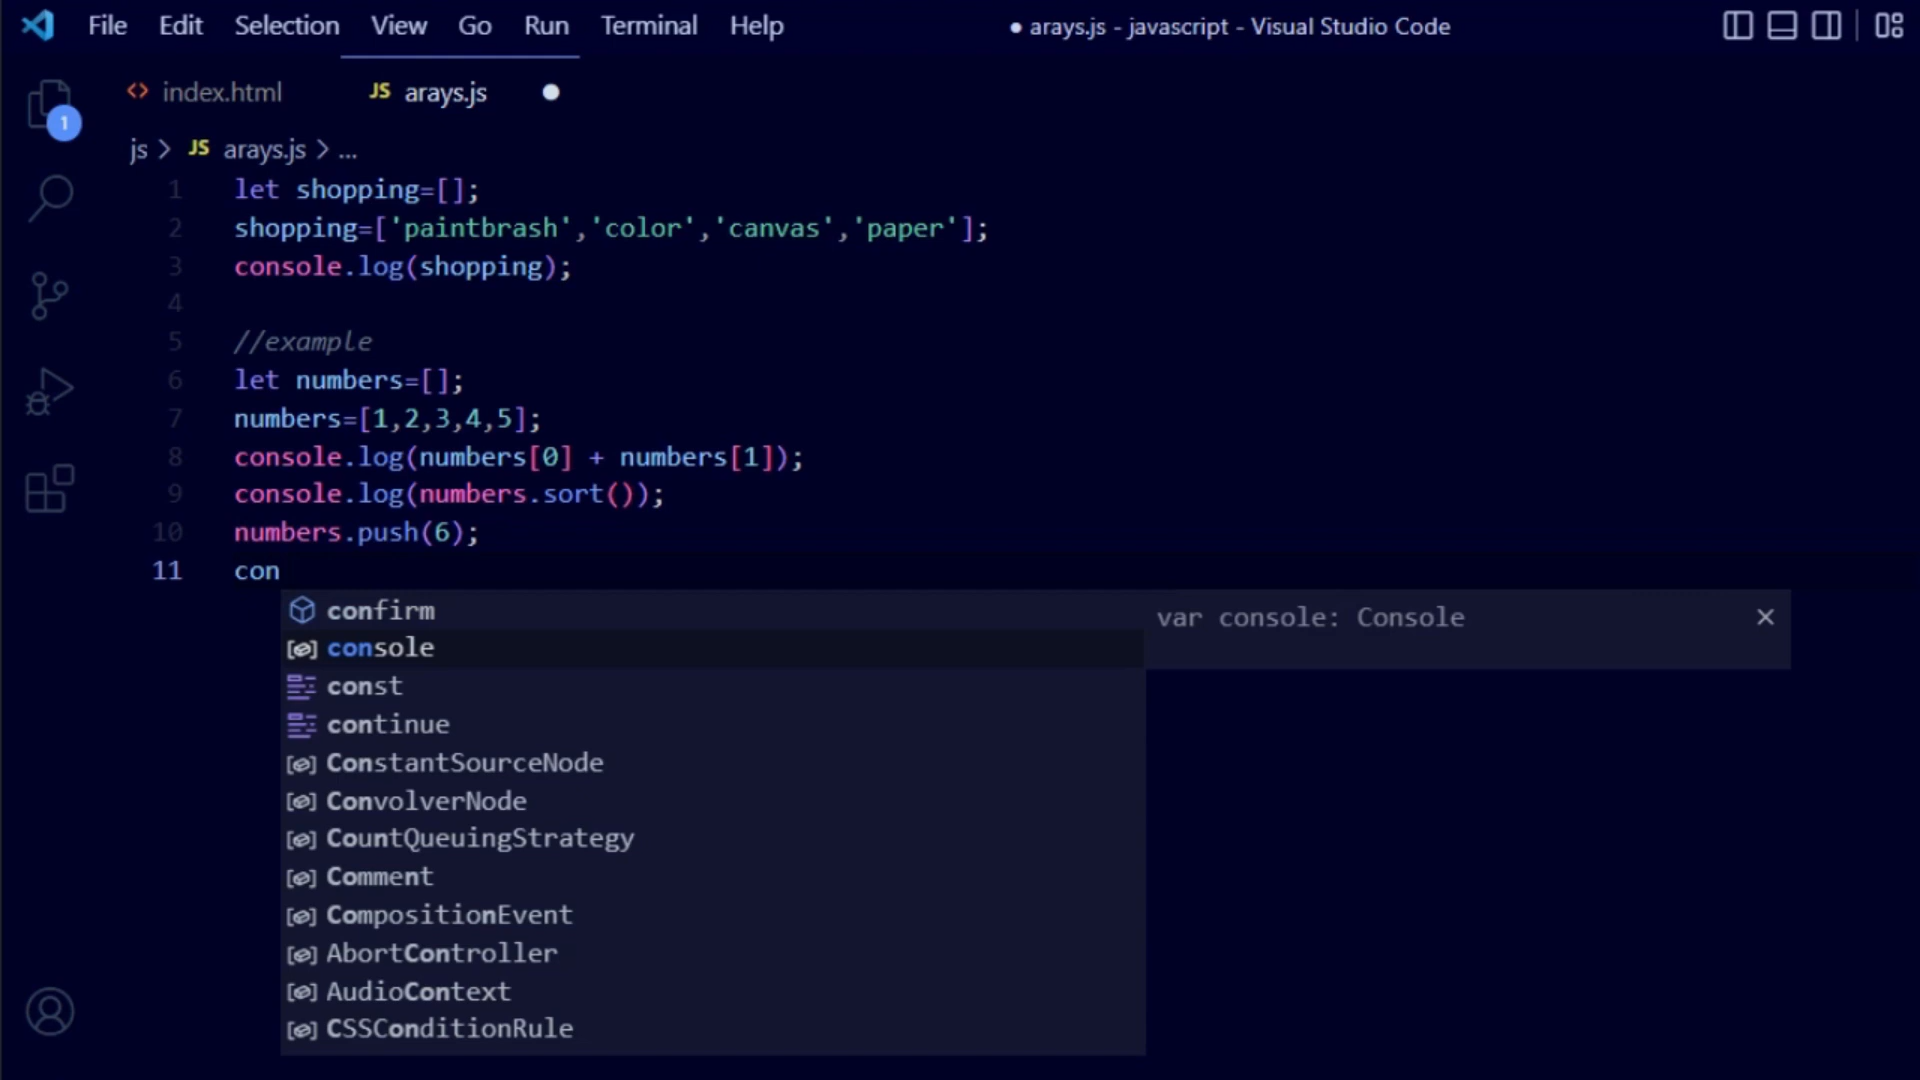 File Edit Selection View Go Run Terminal Help ● arays.js - javascript - Visual Studio Code
<> index.html JS arays.js ●
1
js > JS arays.js > ...
1 let shopping=[];
2 shopping=['paintbrash','color','canvas','paper'];
3 console.log(shopping);
4
5 //example
6 let numbers=[];
7 numbers=[1,2,3,4,5];
8 console.log(numbers[0] + numbers[1]);
9 console.log(numbers.sort());
10 numbers.push(6);
11 con
confirm var console: Console ×
console
const
continue
ConstantSourceNode
ConvolverNode
CountQueuingStrategy
Comment
CompositionEvent
AbortController
AudioContext
CSSConditionRule